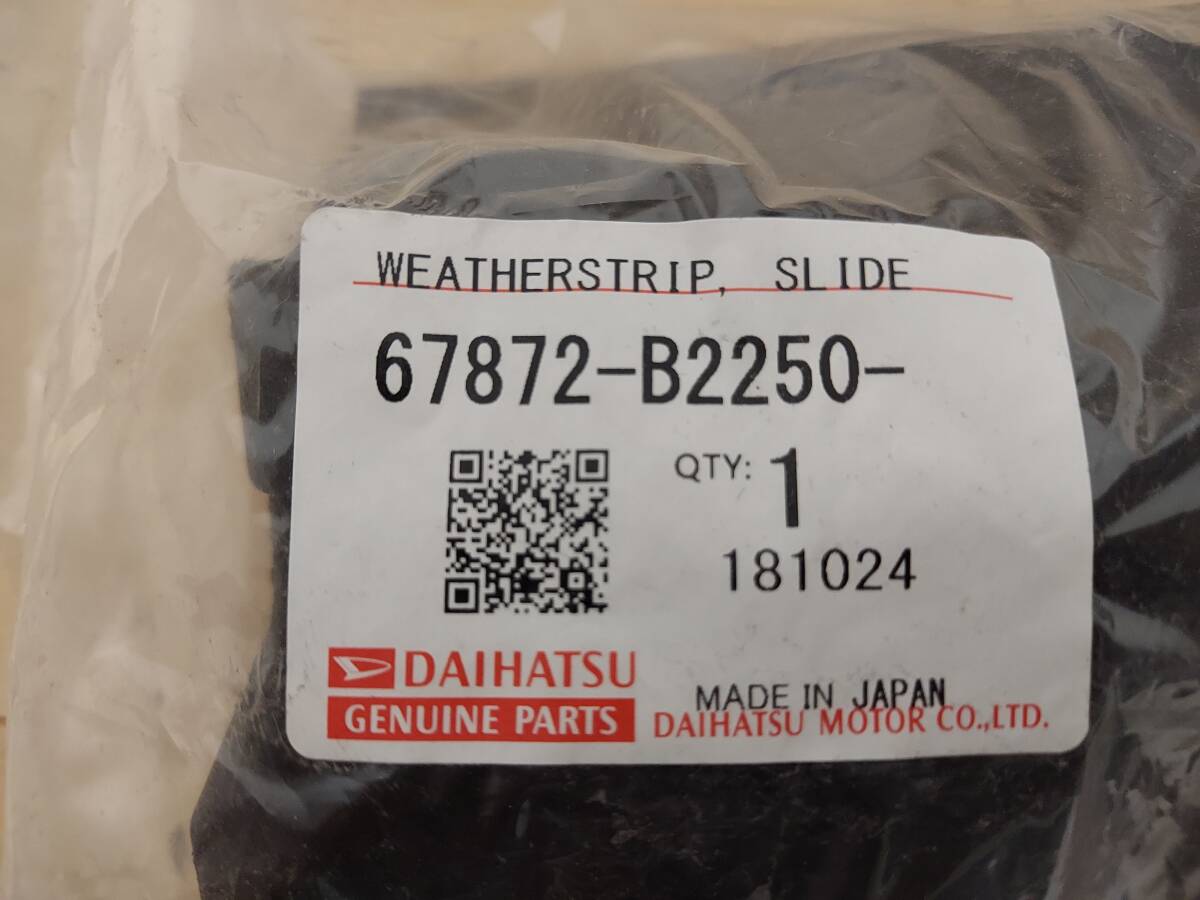 WEATHERSTRIP, SLIDE
67872-B2250-
QTY: 1
181024
DAIHATSU
GENUINE PARTS
MADE IN JAPAN
DAIHATSU MOTOR CO.,LTD.